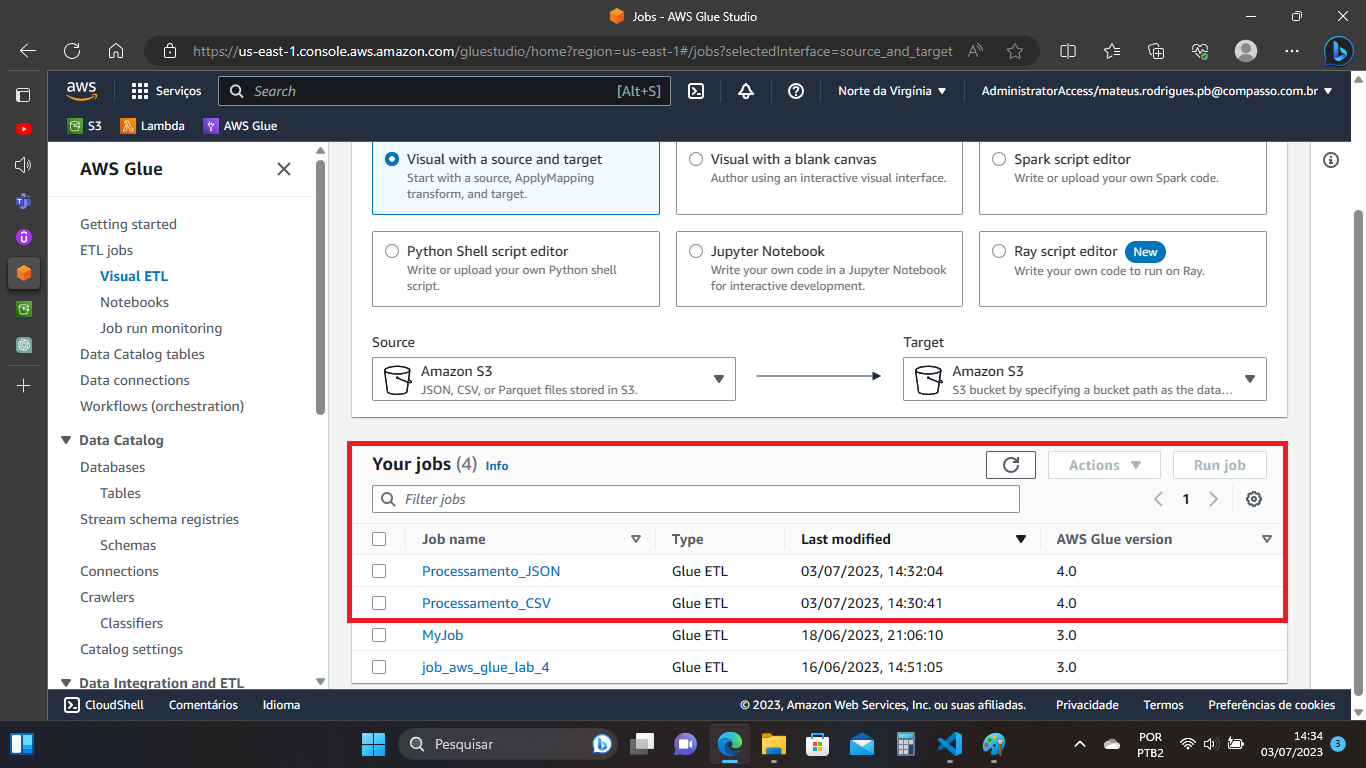 Jobs - AWS Glue Studio
https://us-east-1.console.aws.amazon.com/gluestudio/home?region=us-east-1#/jobs?selectedInterface=source_and_target
aws
Serviços
Search
[Alt+S]
Norte da Virgínia
AdministratorAccess/mateus.rodrigues.pb@compasso.com.br
S3
Lambda
AWS Glue
AWS Glue
Getting started
ETL jobs
Visual ETL
Notebooks
Job run monitoring
Data Catalog tables
Data connections
Workflows (orchestration)
Data Catalog
Databases
Tables
Stream schema registries
Schemas
Connections
Crawlers
Classifiers
Catalog settings
Data Integration and ETL
Visual with a source and target
Start with a source, ApplyMapping
transform, and target.
Visual with a blank canvas
Author using an interactive visual interface.
Spark script editor
Write or upload your own Spark code.
Python Shell script editor
Write or upload your own Python shell
script.
Jupyter Notebook
Write your own code in a Jupyter Notebook
for interactive development.
Ray script editor New
Write your own code to run on Ray.
Source
Amazon S3
JSON, CSV, or Parquet files stored in S3.
Target
Amazon S3
S3 bucket by specifying a bucket path as the data…
Your jobs (4) Info
Actions
Run job
Filter jobs
1
Job name Type Last modified AWS Glue version
Processamento_JSON Glue ETL 03/07/2023, 14:32:04 4.0
Processamento_CSV Glue ETL 03/07/2023, 14:30:41 4.0
MyJob Glue ETL 18/06/2023, 21:06:10 3.0
job_aws_glue_lab_4 Glue ETL 16/06/2023, 14:51:05 3.0
CloudShell Comentários Idioma
© 2023, Amazon Web Services, Inc. ou suas afiliadas. Privacidade Termos Preferências de cookies
Pesquisar
POR
PTB2
14:34
03/07/2023
3